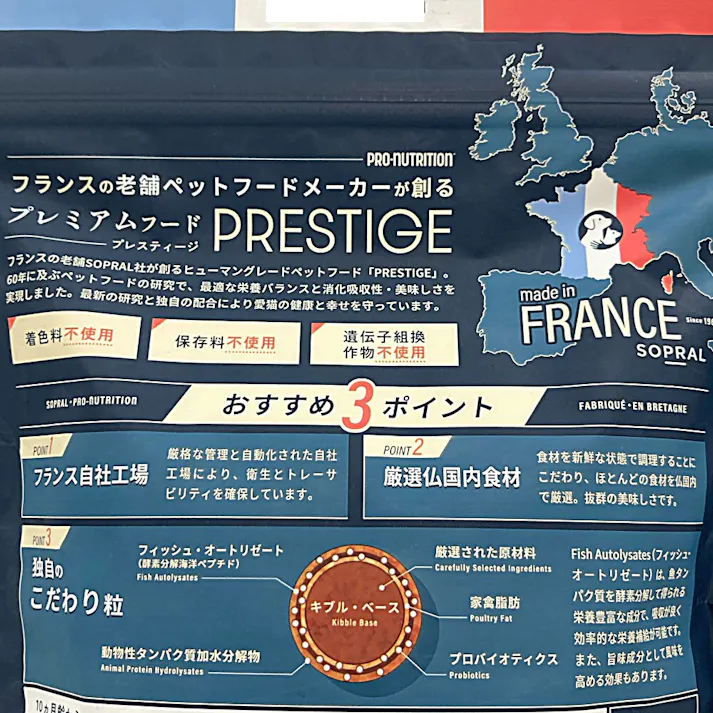 PRO-NUTRITION
フランスの老舗ペットフードメーカーが創る
プレミアムフード PRESTIGE
プレスティージ
フランスの老舗SOPRAL社が創るヒューマングレードペットフード「PRESTIGE」。
60年に及ぶペットフードの研究で、最適な栄養バランスと消化吸収性・美味しさを
実現しました。最新の研究と独自の配合により愛猫の健康と幸せを守っています。
着色料不使用
保存料不使用
遺伝子組換
作物不使用
made in
FRANCE
Since
SOPRAL
SOPRAL・PRO-NUTRITION
おすすめ3ポイント
FABRIQUÉ・EN BRETAGNE
POINT1
フランス自社工場
厳格な管理と自動化された自社
工場により、衛生とトレーサ
ビリティを確保しています。
POINT2
厳選仏国内食材
食材を新鮮な状態で調理することに
こだわり、ほとんどの食材を仏国内
で厳選。抜群の美味しさです。
POINT3
独自の
こだわり粒
フィッシュ・オートリゼート
(酵素分解海洋ペプチド)
Fish Autolysates
動物性タンパク質加水分解物
Animal Protein Hydrolysates
キブル・ベース
Kibble Base
厳選された原材料
Carefully Selected Ingredients
家禽脂肪
Poultry Fat
プロバイオティクス
Probiotics
Fish Autolysates(フィッシュ・
オートリゼート)は、魚タン
パク質を酵素分解して得られる
栄養豊富な成分で、吸収が良く
効率的な栄養補給が可能です。
また、旨味成分として風味を
高める効果もあります。